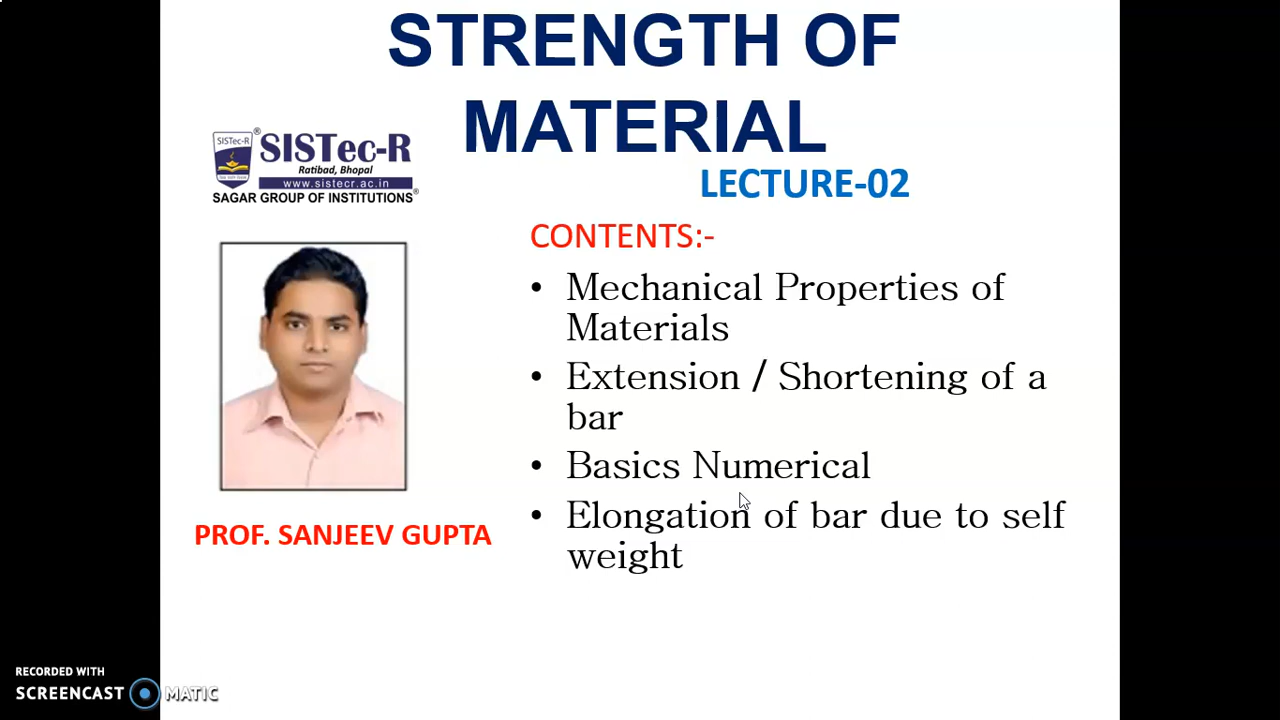 STRENGTH OF
MATERIAL
LECTURE-02
SISTec-R
®
SISTec-R
Ratibad, Bhopal
www.sistecr.ac.in
SAGAR GROUP OF INSTITUTIONS®
CONTENTS:-
• Mechanical Properties of
Materials
• Extension / Shortening of a
bar
• Basics Numerical
• Elongation of bar due to self
weight
PROF. SANJEEV GUPTA
RECORDED WITH
SCREENCAST MATIC